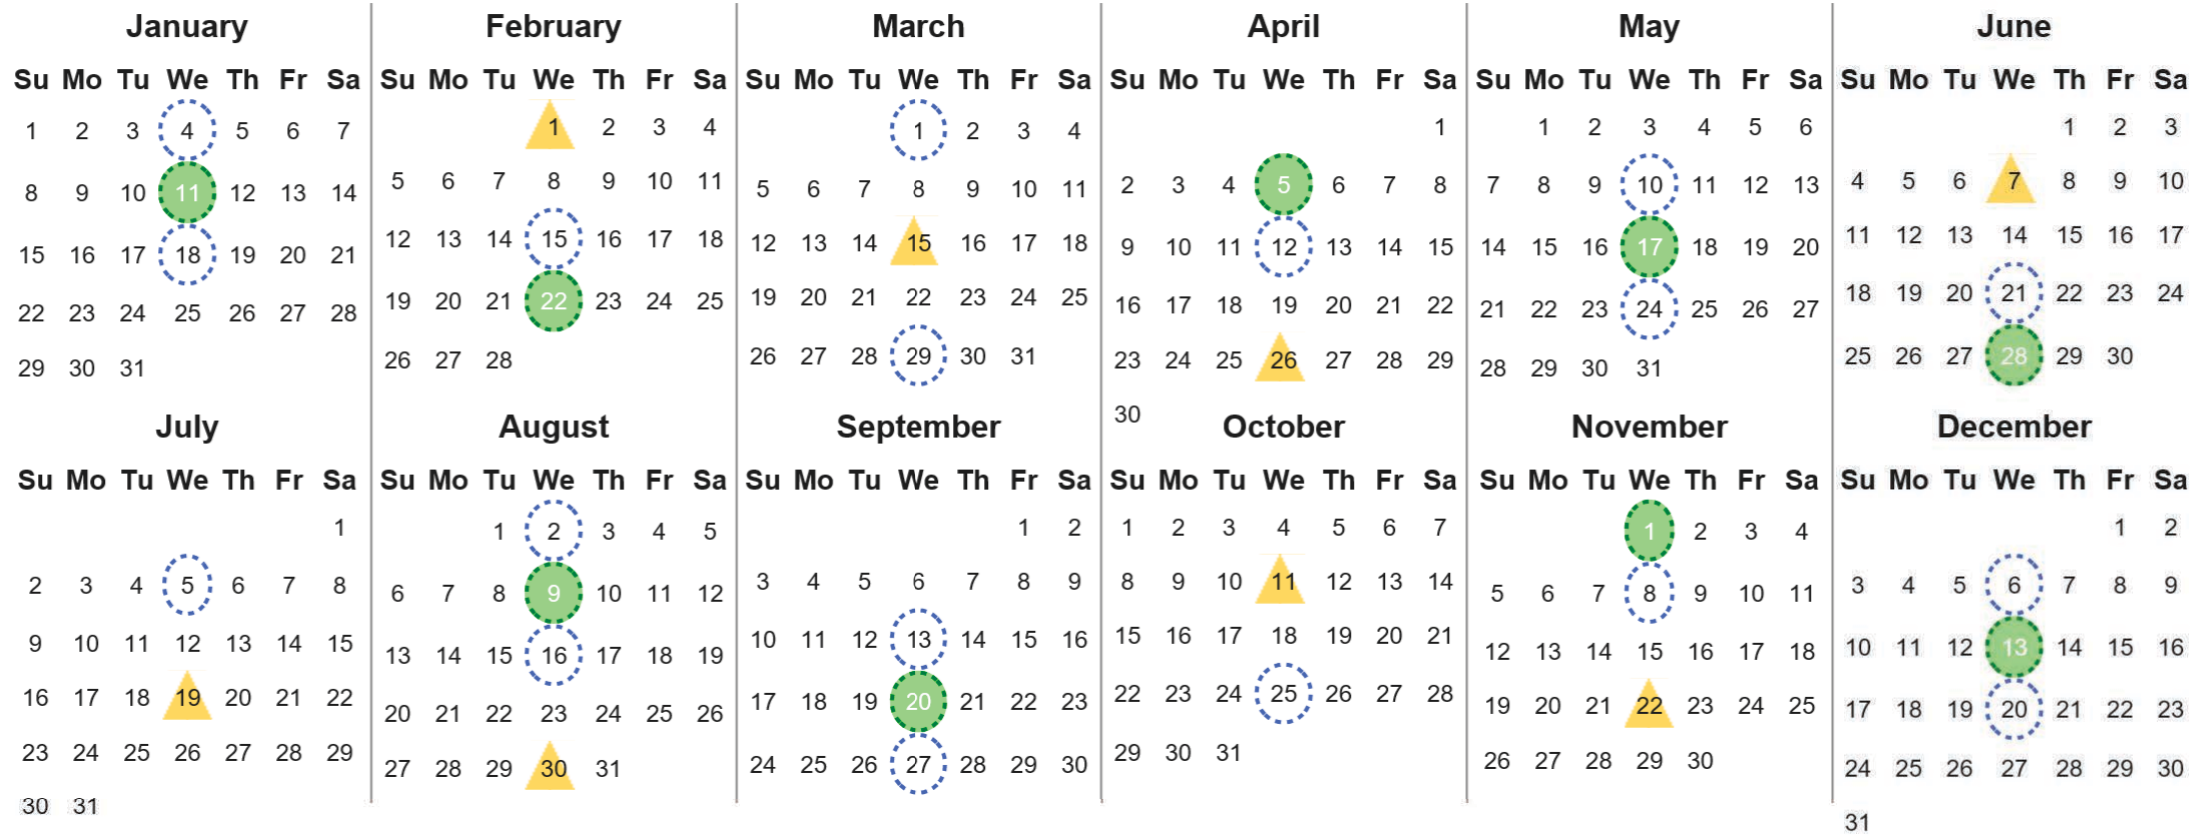 January
Su Mo Tu We Th Fr Sa
1 2 3 4 5 6 7
8 9 10 11 12 13 14
15 16 17 18 19 20 21
22 23 24 25 26 27 28
29 30 31
February
Su Mo Tu We Th Fr Sa
1 2 3 4
5 6 7 8 9 10 11
12 13 14 15 16 17 18
19 20 21 22 23 24 25
26 27 28
March
Su Mo Tu We Th Fr Sa
1 2 3 4
5 6 7 8 9 10 11
12 13 14 15 16 17 18
19 20 21 22 23 24 25
26 27 28 29 30 31
April
Su Mo Tu We Th Fr Sa
1
2 3 4 5 6 7 8
9 10 11 12 13 14 15
16 17 18 19 20 21 22
23 24 25 26 27 28 29
30
May
Su Mo Tu We Th Fr Sa
1 2 3 4 5 6
7 8 9 10 11 12 13
14 15 16 17 18 19 20
21 22 23 24 25 26 27
28 29 30 31
June
Su Mo Tu We Th Fr Sa
1 2 3
4 5 6 7 8 9 10
11 12 13 14 15 16 17
18 19 20 21 22 23 24
25 26 27 28 29 30
July
Su Mo Tu We Th Fr Sa
1
2 3 4 5 6 7 8
9 10 11 12 13 14 15
16 17 18 19 20 21 22
23 24 25 26 27 28 29
30 31
August
Su Mo Tu We Th Fr Sa
1 2 3 4 5
6 7 8 9 10 11 12
13 14 15 16 17 18 19
20 21 22 23 24 25 26
27 28 29 30 31
September
Su Mo Tu We Th Fr Sa
1 2
3 4 5 6 7 8 9
10 11 12 13 14 15 16
17 18 19 20 21 22 23
24 25 26 27 28 29 30
October
Su Mo Tu We Th Fr Sa
1 2 3 4 5 6 7
8 9 10 11 12 13 14
15 16 17 18 19 20 21
22 23 24 25 26 27 28
29 30 31
November
Su Mo Tu We Th Fr Sa
1 2 3 4
5 6 7 8 9 10 11
12 13 14 15 16 17 18
19 20 21 22 23 24 25
26 27 28 29 30
December
Su Mo Tu We Th Fr Sa
1 2
3 4 5 6 7 8 9
10 11 12 13 14 15 16
17 18 19 20 21 22 23
24 25 26 27 28 29 30
31